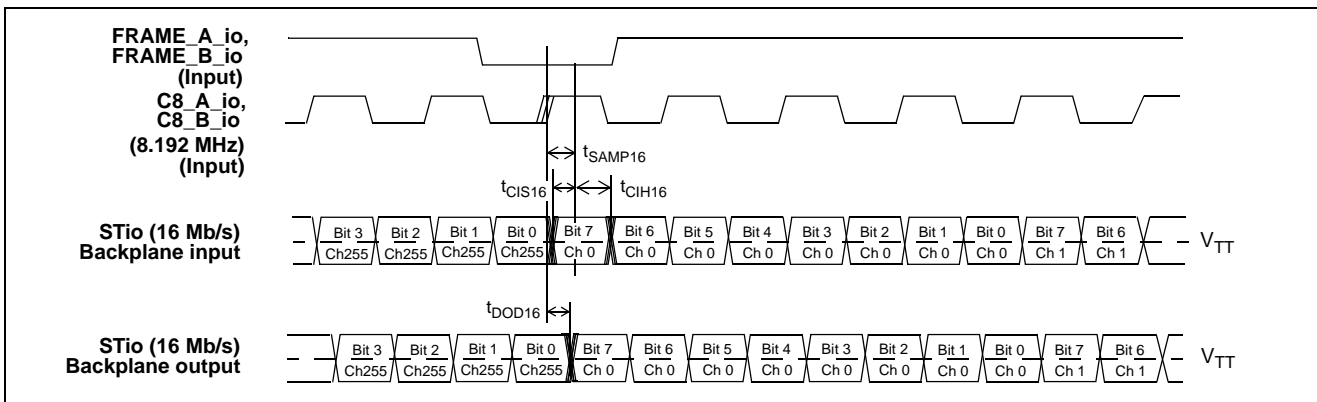 FRAME_A_io,
FRAME_B_io
(Input)
C8_A_io,
C8_B_io
(8.192 MHz)
(Input)
tSAMP16
tCIS16
tCIH16
STio (16 Mb/s)
Backplane input
Bit 3 Bit 2 Bit 1 Bit 0 Bit 7 Bit 6 Bit 5 Bit 4 Bit 3 Bit 2 Bit 1 Bit 0 Bit 7 Bit 6
Ch255 Ch255 Ch255 Ch255 Ch 0 Ch 0 Ch 0 Ch 0 Ch 0 Ch 0 Ch 0 Ch 0 Ch 1 Ch 1
VTT
tDOD16
STio (16 Mb/s)
Backplane output
Bit 3 Bit 2 Bit 1 Bit 0 Bit 7 Bit 6 Bit 5 Bit 4 Bit 3 Bit 2 Bit 1 Bit 0 Bit 7 Bit 6
Ch255 Ch255 Ch255 Ch255 Ch 0 Ch 0 Ch 0 Ch 0 Ch 0 Ch 0 Ch 0 Ch 0 Ch 1 Ch 1
VTT